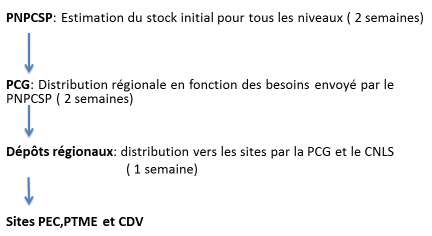 PNPCSP: Estimation du stock initial pour tous les niveaux ( 2 semaines)
PCG: Distribution régionale en fonction des besoins envoyé par le
PNPCSP ( 2 semaines)
Dépôts régionaux: distribution vers les sites par la PCG et le CNLS
( 1 semaine)
Sites PEC,PTME et CDV